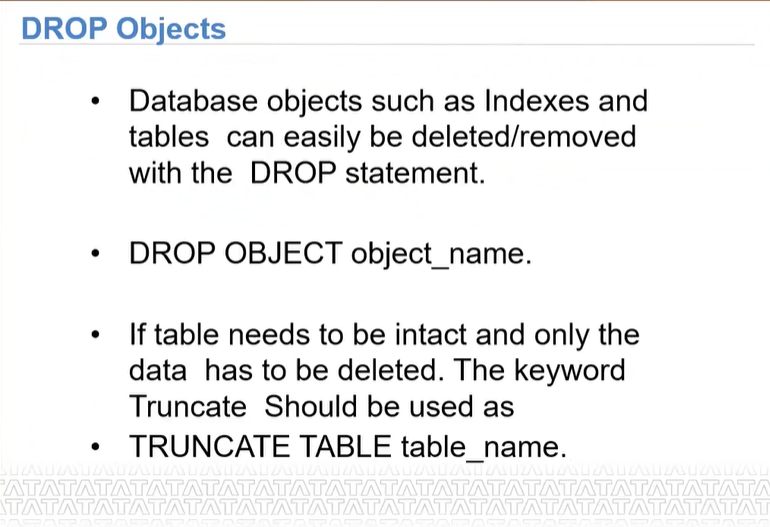 DROP Objects
• Database objects such as Indexes and
tables can easily be deleted/removed
with the DROP statement.
• DROP OBJECT object_name.
• If table needs to be intact and only the
data has to be deleted. The keyword
Truncate Should be used as
• TRUNCATE TABLE table_name.